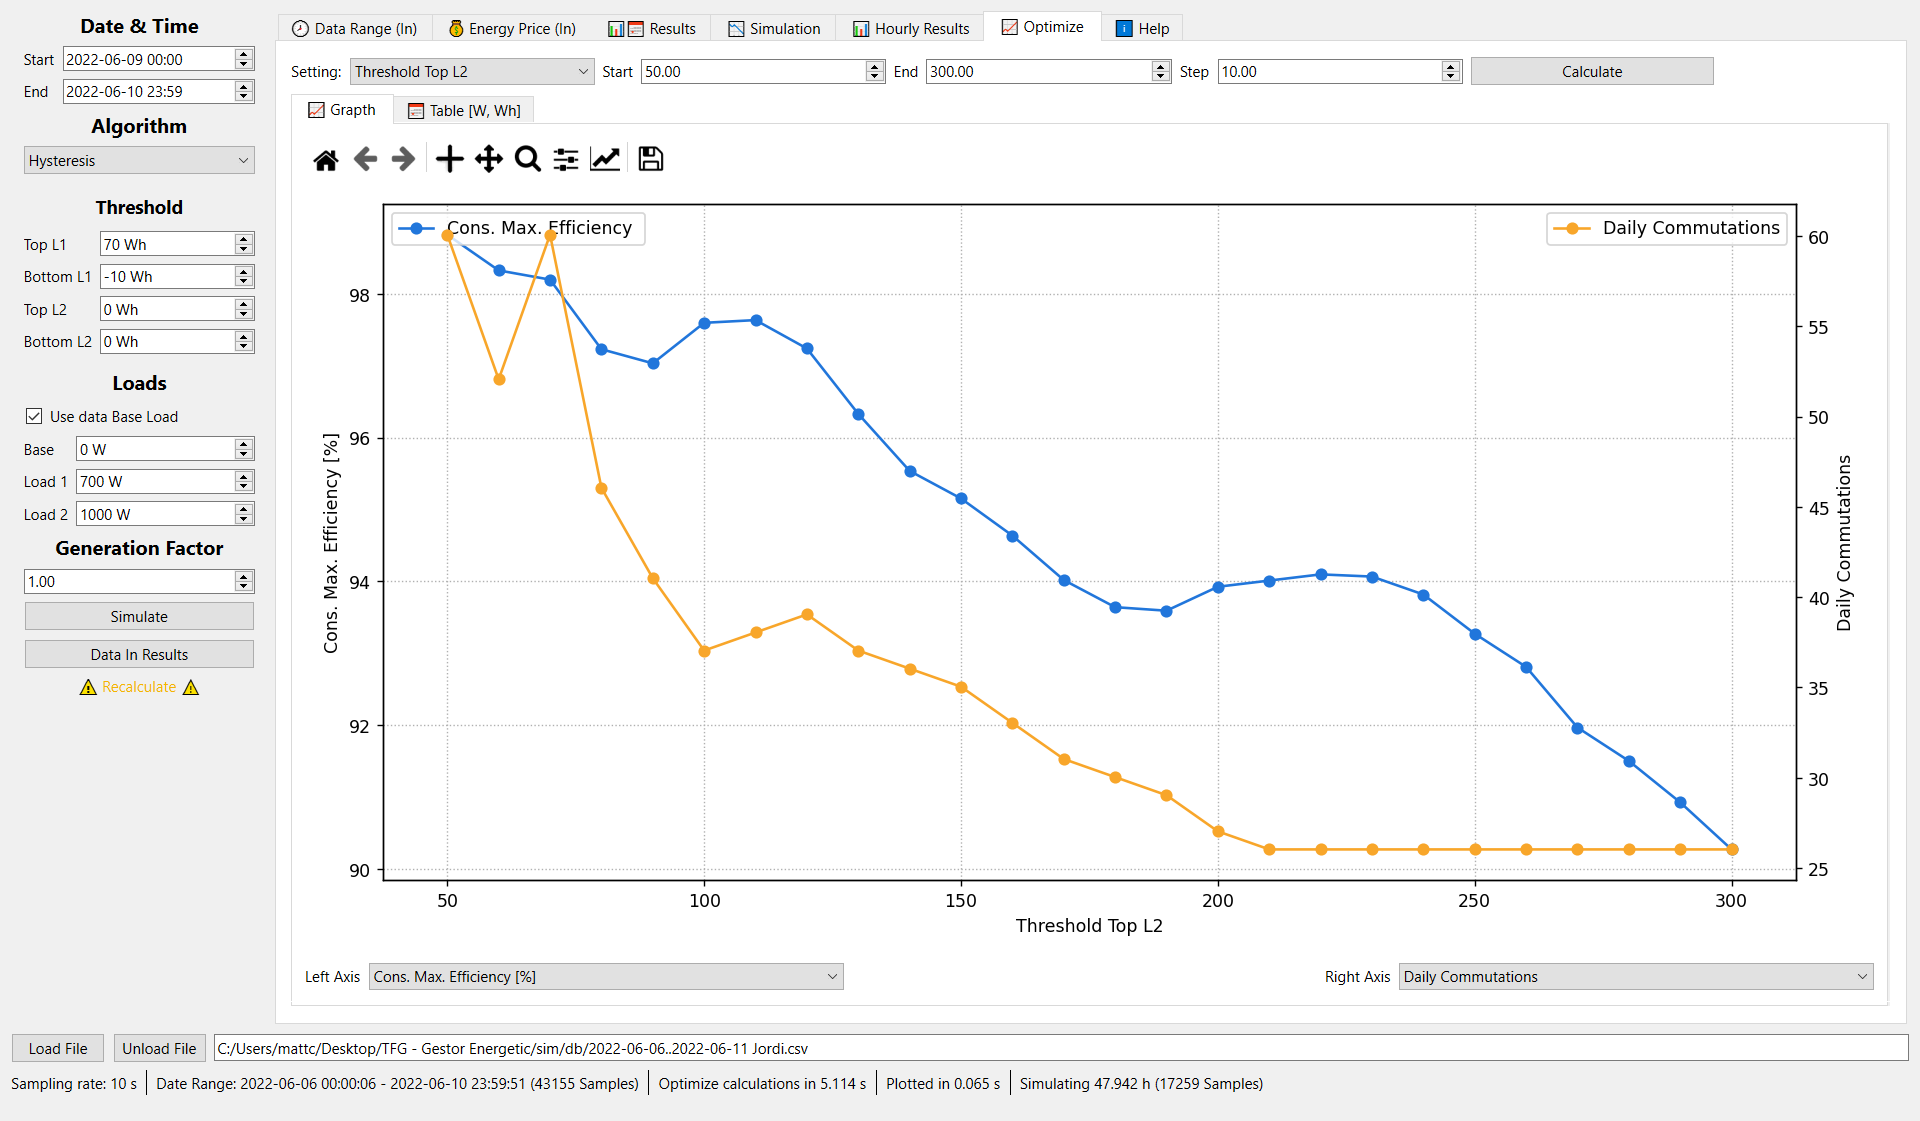 Date & Time
Start 2022-06-09 00:00
End 2022-06-10 23:59
Algorithm
Hysteresis
Threshold
Top L1 70 Wh
Bottom L1 -10 Wh
Top L2 0 Wh
Bottom L2 0 Wh
Loads
Use data Base Load
Base 0 W
Load 1 700 W
Load 2 1000 W
Generation Factor
1.00
Simulate
Data In Results
Recalculate
Data Range (In) Energy Price (In) Results Simulation Hourly Results Optimize Help
Setting: Threshold Top L2 Start 50.00 End 300.00 Step 10.00 Calculate
Grapth Table [W, Wh]
Cons. Max. Efficiency
Daily Commutations
Cons. Max. Efficiency [%]
98
96
94
92
90
60
55
50
45
40
35
30
25
Daily Commutations
50 100 150 200 250 300
Threshold Top L2
Left Axis Cons. Max. Efficiency [%] Right Axis Daily Commutations
Load File Unload File C:/Users/mattc/Desktop/TFG - Gestor Energetic/sim/db/2022-06-06..2022-06-11 Jordi.csv
Sampling rate: 10 s Date Range: 2022-06-06 00:00:06 - 2022-06-10 23:59:51 (43155 Samples) Optimize calculations in 5.114 s Plotted in 0.065 s Simulating 47.942 h (17259 Samples)